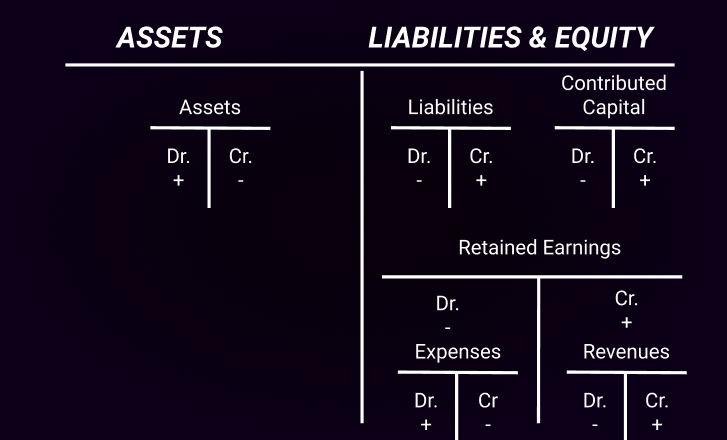 ASSETS LIABILITIES & EQUITY
Contributed
Assets Liabilities Capital
Dr. Cr. Dr. Cr. Dr. Cr.
+ - - + - +
Retained Earnings
Dr. Cr.
- +
Expenses Revenues
Dr. Cr Dr. Cr.
+ - - +